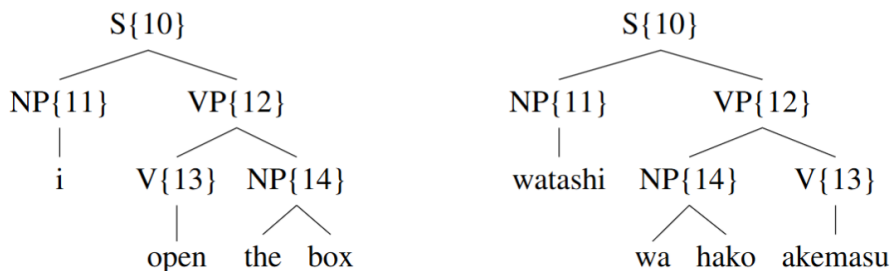 S{10} S{10}
NP{11} VP{12} NP{11} VP{12}
i V{13} NP{14} watashi NP{14} V{13}
open the box wa hako akemasu